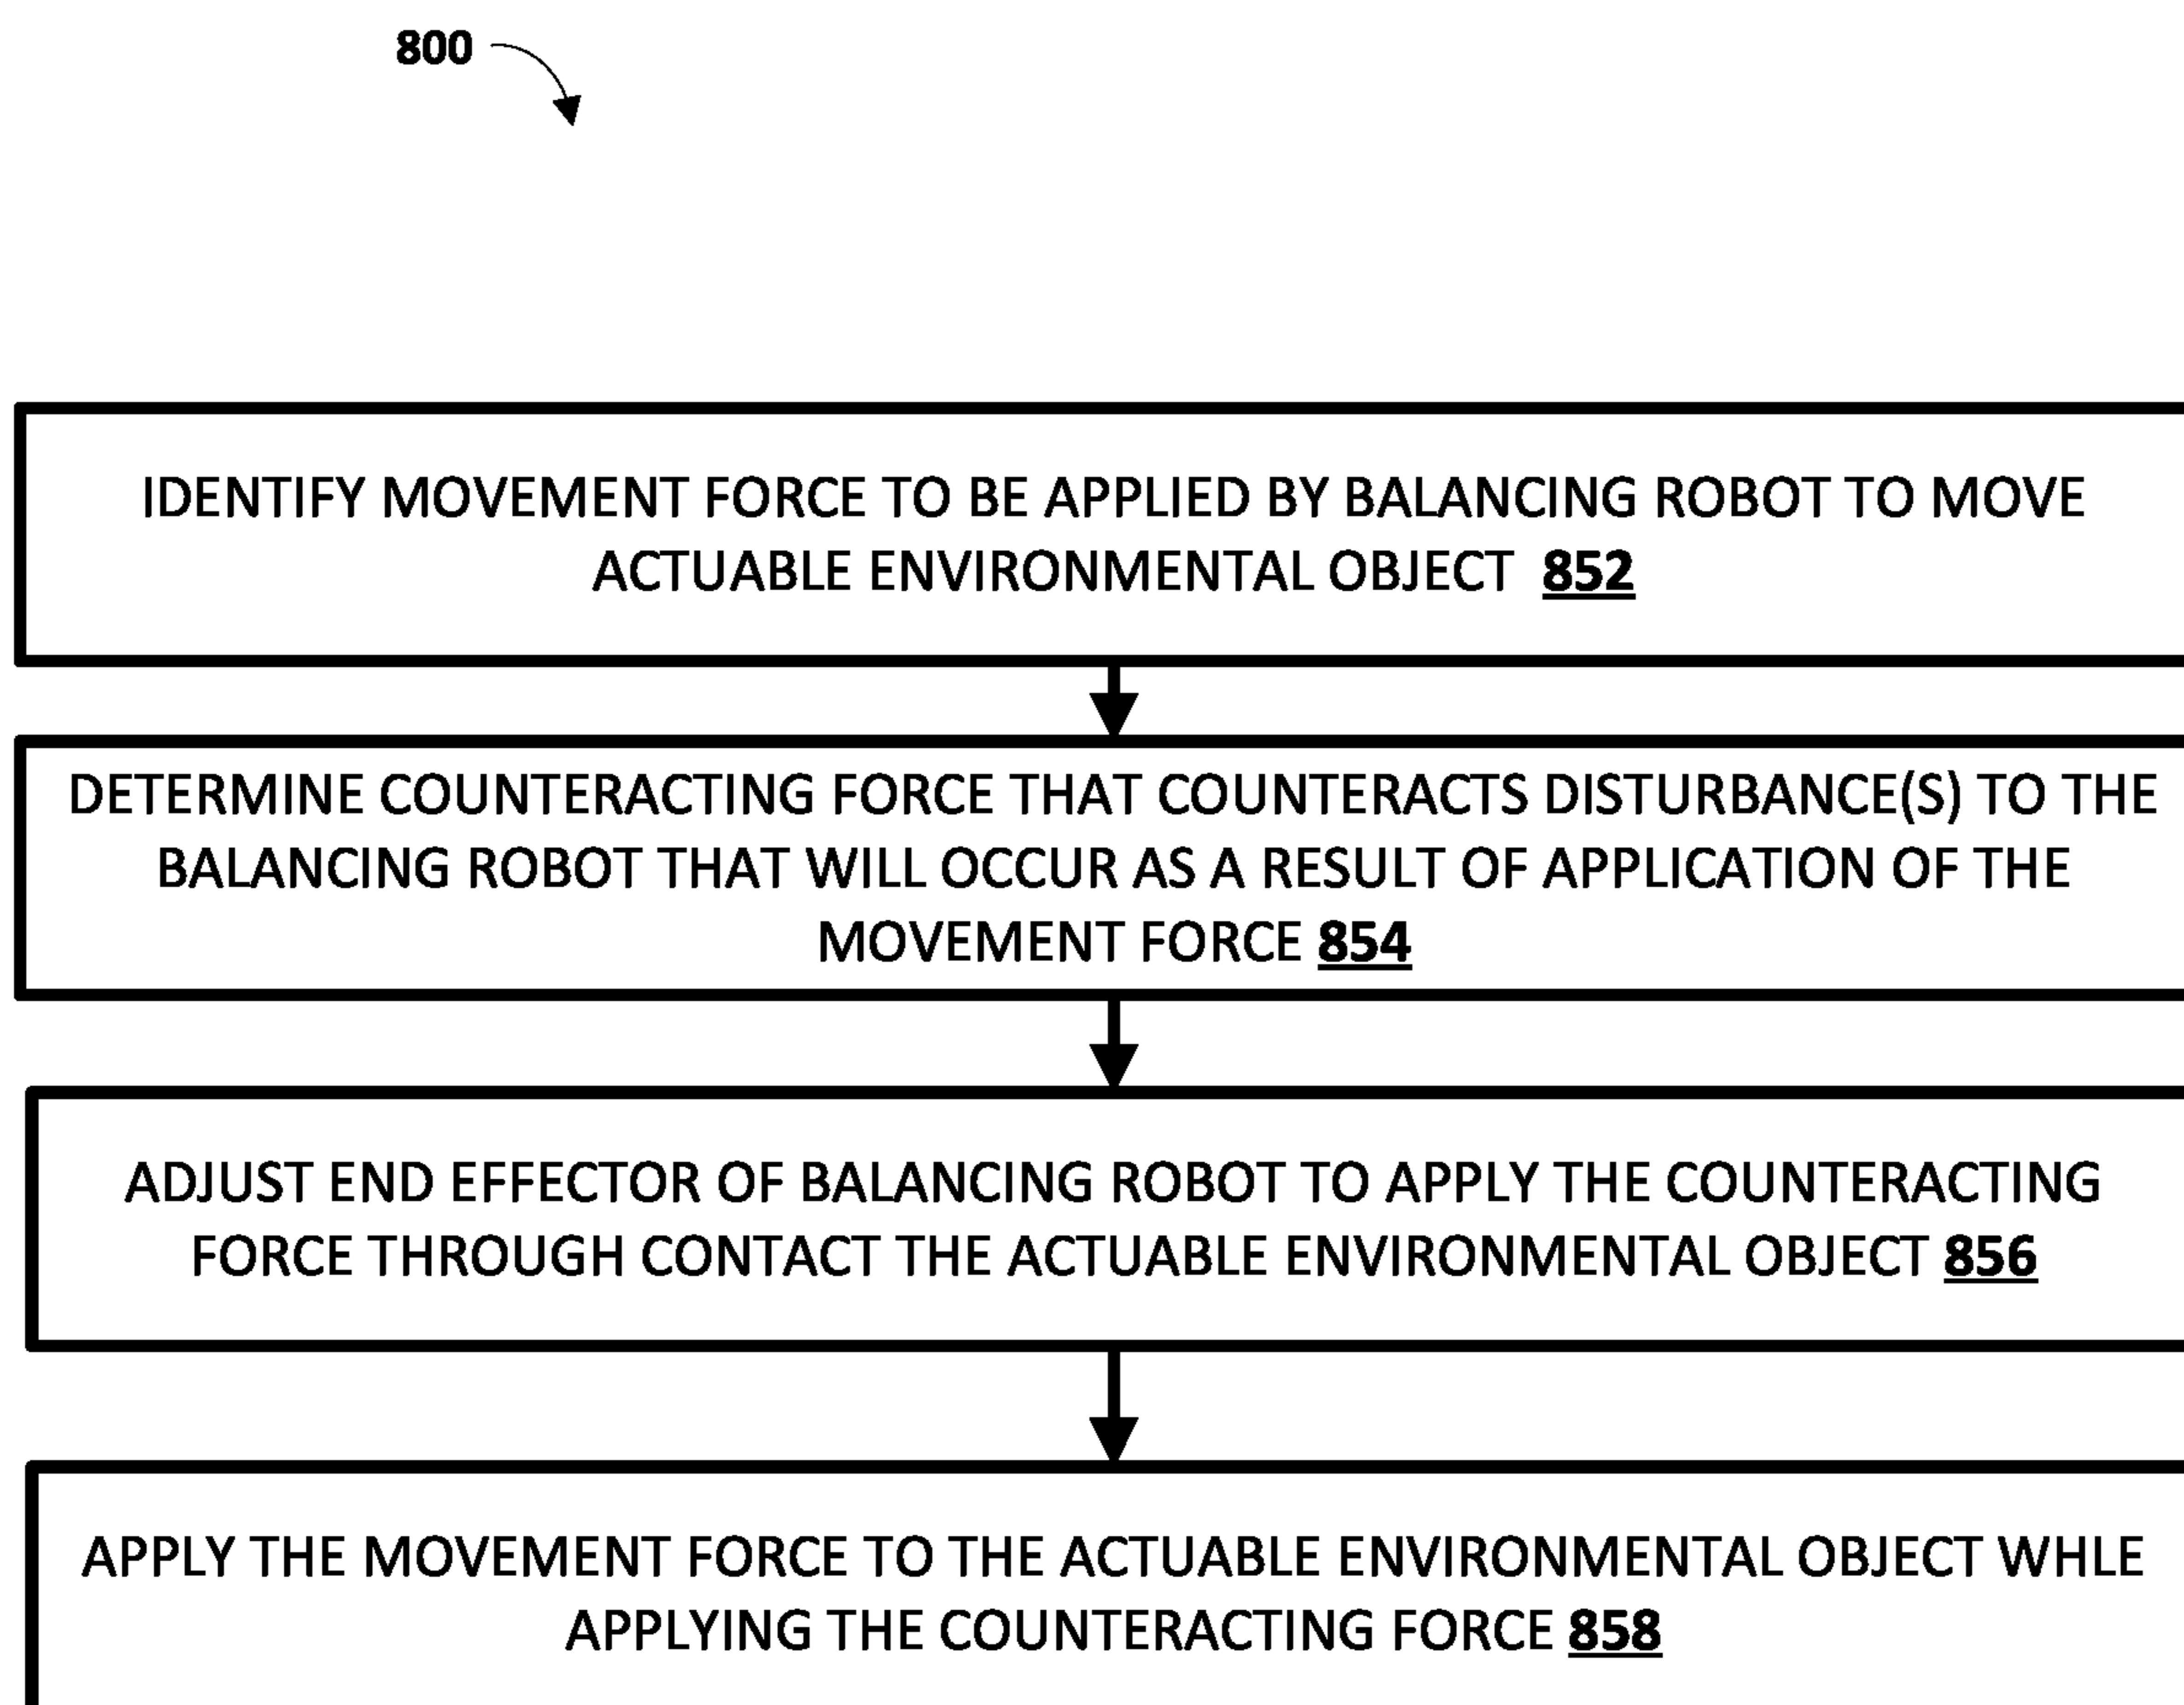 800
IDENTIFY MOVEMENT FORCE TO BE APPLIED BY BALANCING ROBOT TO MOVE
ACTUABLE ENVIRONMENTAL OBJECT 852
DETERMINE COUNTERACTING FORCE THAT COUNTERACTS DISTURBANCE(S) TO THE
BALANCING ROBOT THAT WILL OCCUR AS A RESULT OF APPLICATION OF THE
MOVEMENT FORCE 854
ADJUST END EFFECTOR OF BALANCING ROBOT TO APPLY THE COUNTERACTING
FORCE THROUGH CONTACT THE ACTUABLE ENVIRONMENTAL OBJECT 856
APPLY THE MOVEMENT FORCE TO THE ACTUABLE ENVIRONMENTAL OBJECT WHLE
APPLYING THE COUNTERACTING FORCE 858